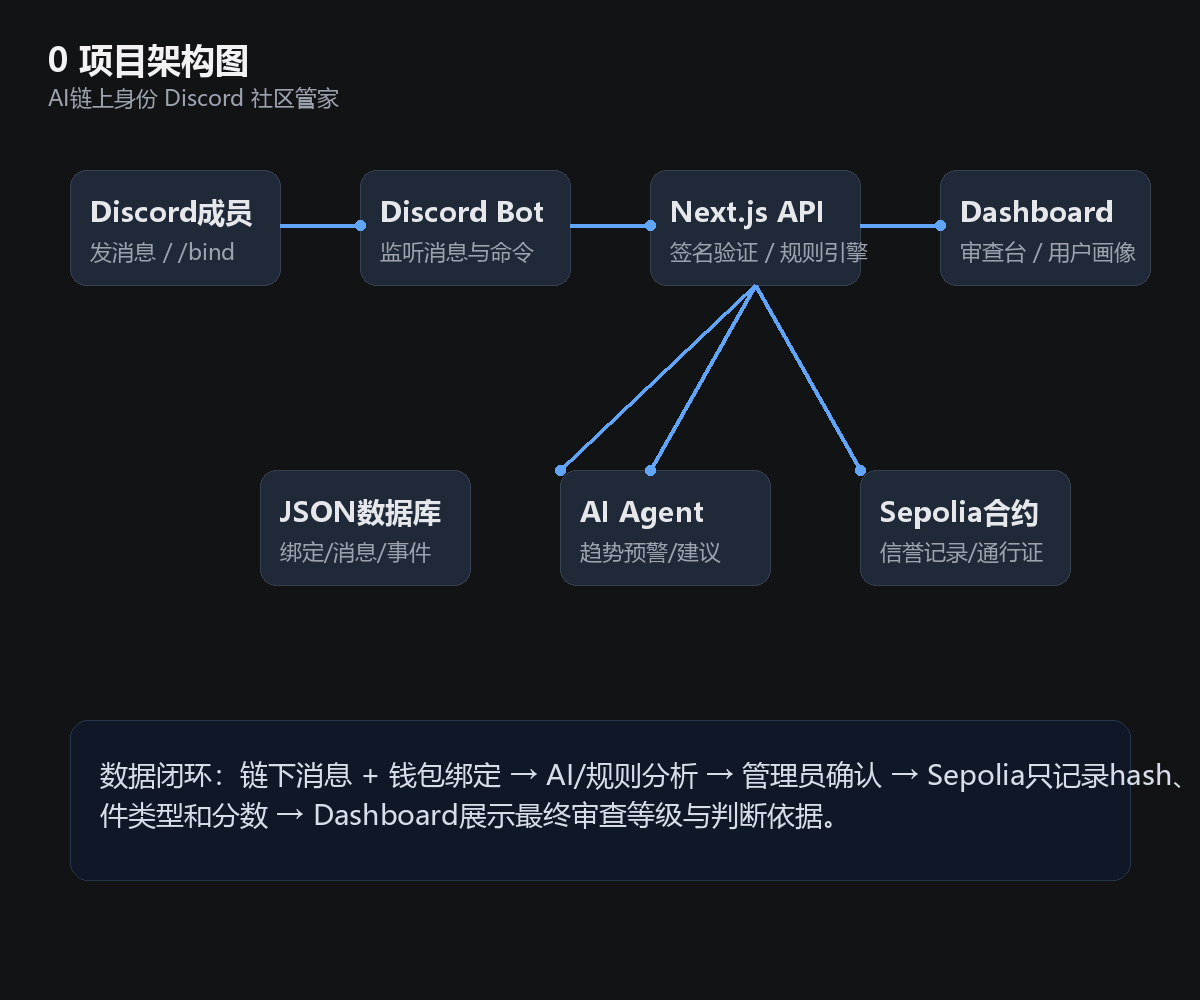 0 项目架构图
AI链上身份 Discord 社区管家
Discord成员
发消息 / /bind
Discord Bot
监听消息与命令
Next.js API
签名验证 / 规则引擎
Dashboard
审查台 / 用户画像
JSON数据库
绑定/消息/事件
AI Agent
趋势预警/建议
Sepolia合约
信誉记录/通行证
数据闭环：链下消息 + 钱包绑定 → AI/规则分析 → 管理员确认 → Sepolia只记录hash、
件类型和分数 → Dashboard展示最终审查等级与判断依据。